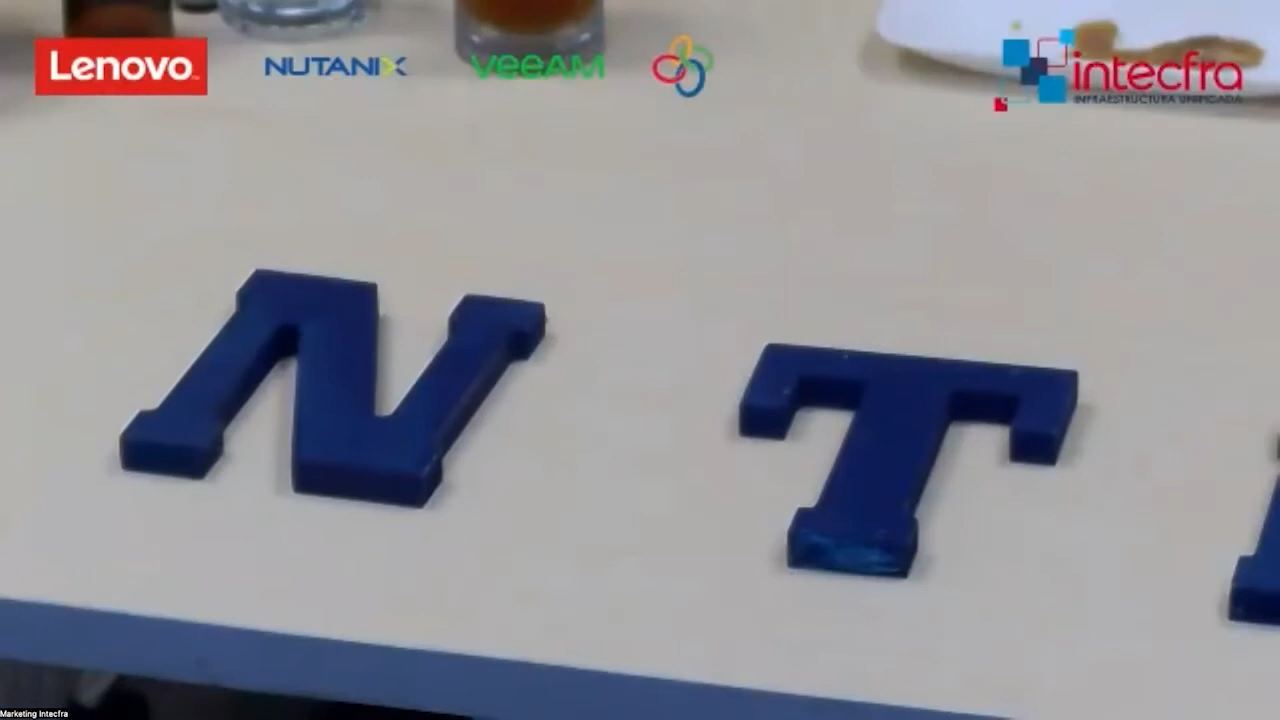 Lenovo
NUTANIX
veeAM
intecfra
INFRAESTRUCTURA UNIFICADA
N T
Marketing Intecfra